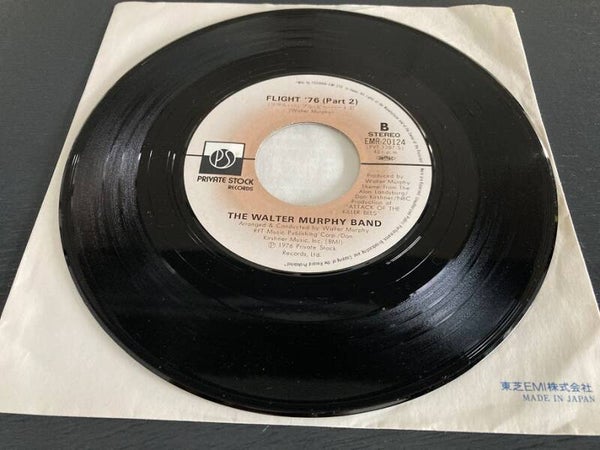 FLIGHT '76 (Part 2)
(Walter Murphy)
B
STEREO
EMR-20124
PS
PRIVATE STOCK
RECORDS
Produced by
Walter Murphy
Theme From The
Alan Landsburg/
Don Kirshner/NBC
Production of
ATTACK OF THE
KILLER BEES
THE WALTER MURPHY BAND
Arranged & Conducted by Walter Murphy
RFT Music Publishing Corp./Don
Kirshner Music, Inc. (BMI)
℗ 1976 Private Stock
Records, Ltd.
東芝EMI株式会社
MADE IN JAPAN